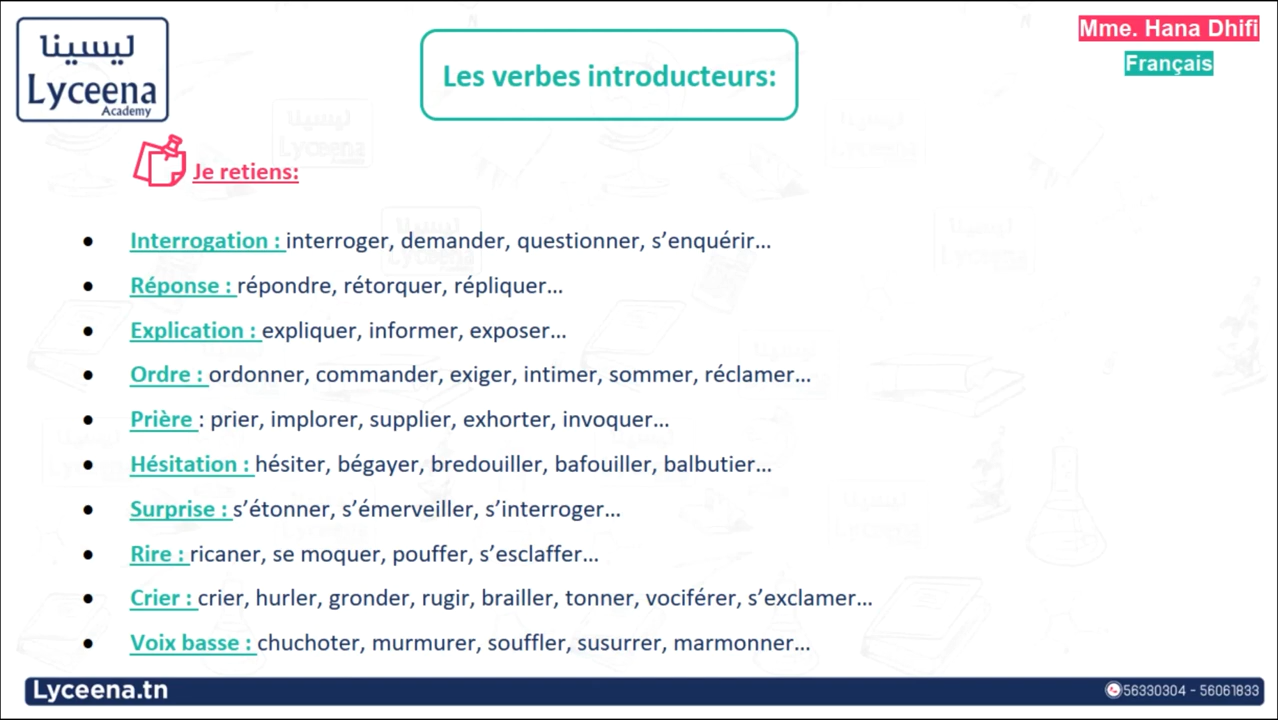 ليسينا
Lyceena
Academy
Les verbes introducteurs:
Mme. Hana Dhifi
Français
Je retiens:
• Interrogation : interroger, demander, questionner, s’enquérir…
• Réponse : répondre, rétorquer, répliquer…
• Explication : expliquer, informer, exposer…
• Ordre : ordonner, commander, exiger, intimer, sommer, réclamer…
• Prière : prier, implorer, supplier, exhorter, invoquer…
• Hésitation : hésiter, bégayer, bredouiller, bafouiller, balbutier…
• Surprise : s’étonner, s’émerveiller, s’interroger…
• Rire : ricaner, se moquer, pouffer, s’esclaffer…
• Crier : crier, hurler, gronder, rugir, brailler, tonner, vociférer, s’exclamer…
• Voix basse : chuchoter, murmurer, souffler, susurrer, marmonner…
Lyceena.tn
56330304 - 56061833